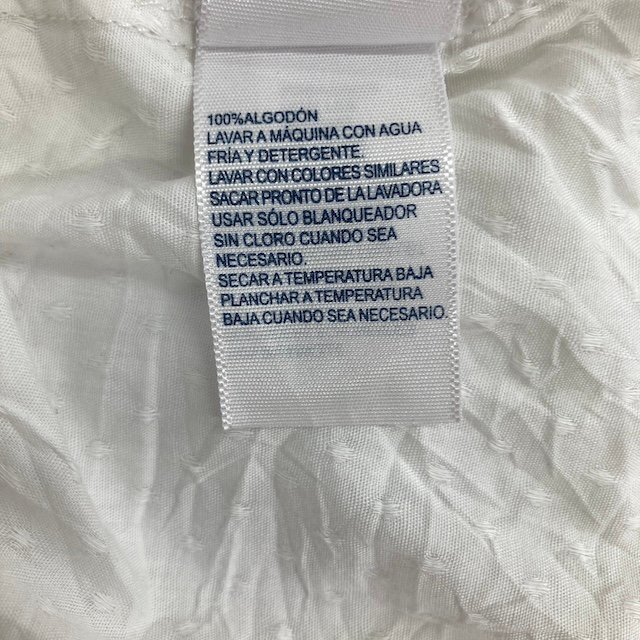 100%ALGODÓN
LAVAR A MÁQUINA CON AGUA
FRÍA Y DETERGENTE.
LAVAR CON COLORES SIMILARES
SACAR PRONTO DE LA LAVADORA
USAR SÓLO BLANQUEADOR
SIN CLORO CUANDO SEA
NECESARIO.
SECAR A TEMPERATURA BAJA
PLANCHAR A TEMPERATURA
BAJA CUANDO SEA NECESARIO.